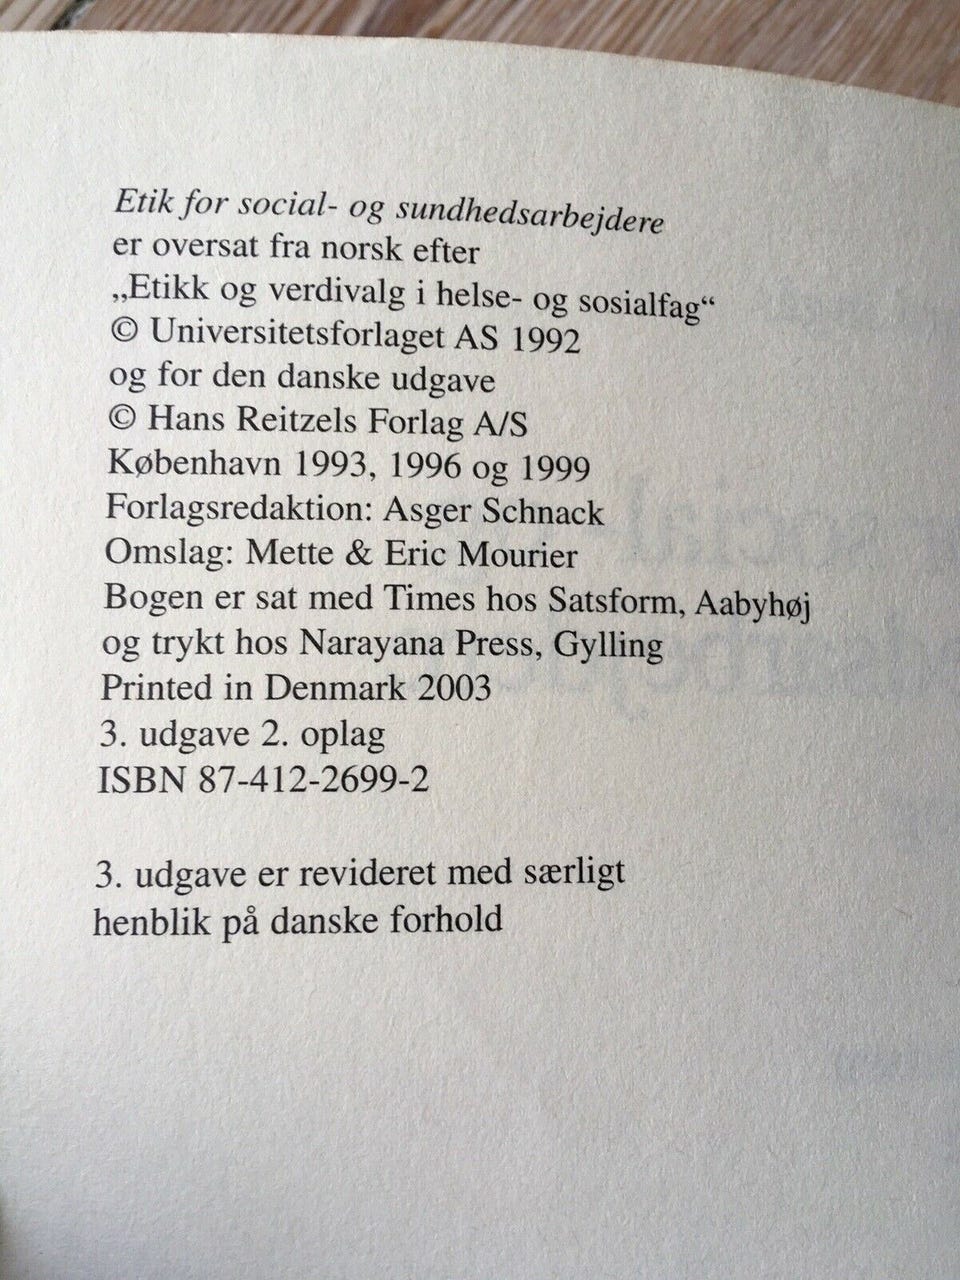 Etik for social- og sundhedsarbejdere
er oversat fra norsk efter
„Etikk og verdivalg i helse- og sosialfag“
© Universitetsforlaget AS 1992
og for den danske udgave
© Hans Reitzels Forlag A/S
København 1993, 1996 og 1999
Forlagsredaktion: Asger Schnack
Omslag: Mette & Eric Mourier
Bogen er sat med Times hos Satsform, Aabyhøj
og trykt hos Narayana Press, Gylling
Printed in Denmark 2003
3. udgave 2. oplag
ISBN 87-412-2699-2
3. udgave er revideret med særligt
henblik på danske forhold